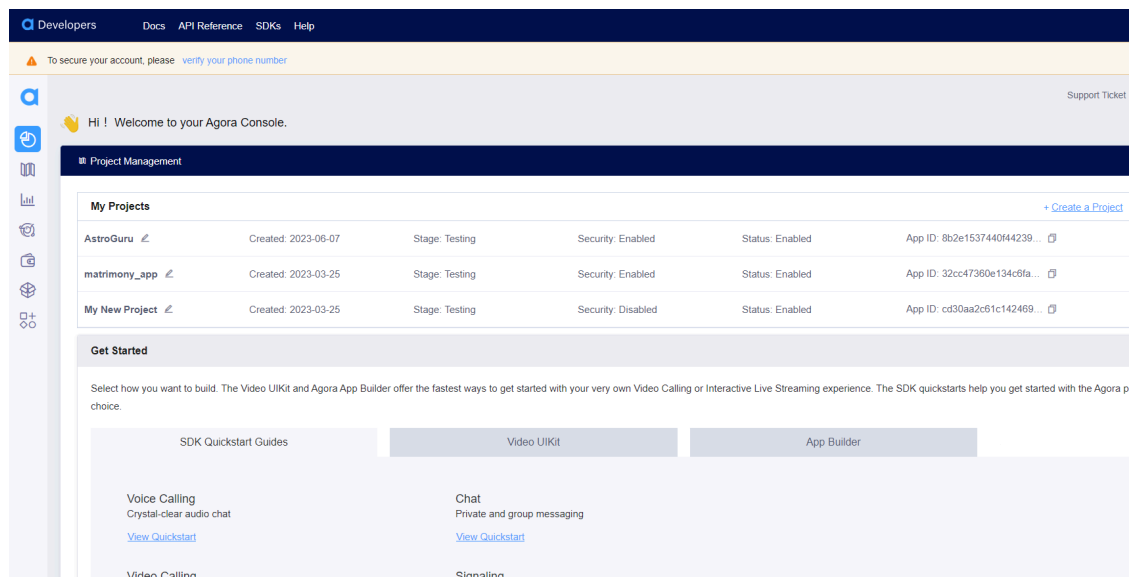 Developers Docs API Reference SDKs Help
To secure your account, please verify your phone number
Support Ticket
Hi ! Welcome to your Agora Console.
Project Management
My Projects + Create a Project
AstroGuru Created: 2023-06-07 Stage: Testing Security: Enabled Status: Enabled App ID: 8b2e1537440f44239...
matrimony_app Created: 2023-03-25 Stage: Testing Security: Enabled Status: Enabled App ID: 32cc47360e134c6fa...
My New Project Created: 2023-03-25 Stage: Testing Security: Disabled Status: Enabled App ID: cd30aa2c61c142469...
Get Started
Select how you want to build. The Video UIKit and Agora App Builder offer the fastest ways to get started with your very own Video Calling or Interactive Live Streaming experience. The SDK quickstarts help you get started with the Agora p
choice.
SDK Quickstart Guides Video UIKit App Builder
Voice Calling Chat
Crystal-clear audio chat Private and group messaging
View Quickstart View Quickstart
Video Calling Signaling